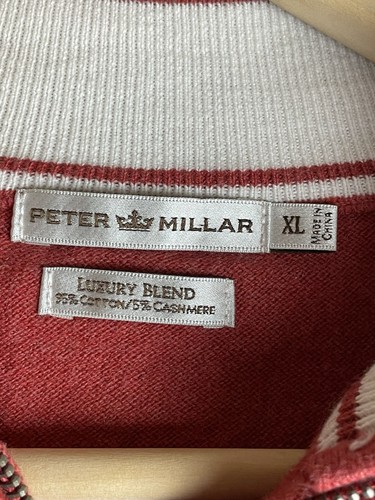 PETER MILLAR
XL
MADE IN
CHINA
LUXURY BLEND
95% COTTON/5% CASHMERE